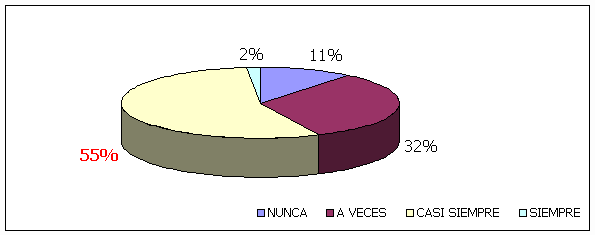 2%
11%
55%
32%
NUNCA A VECES CASI SIEMPRE SIEMPRE